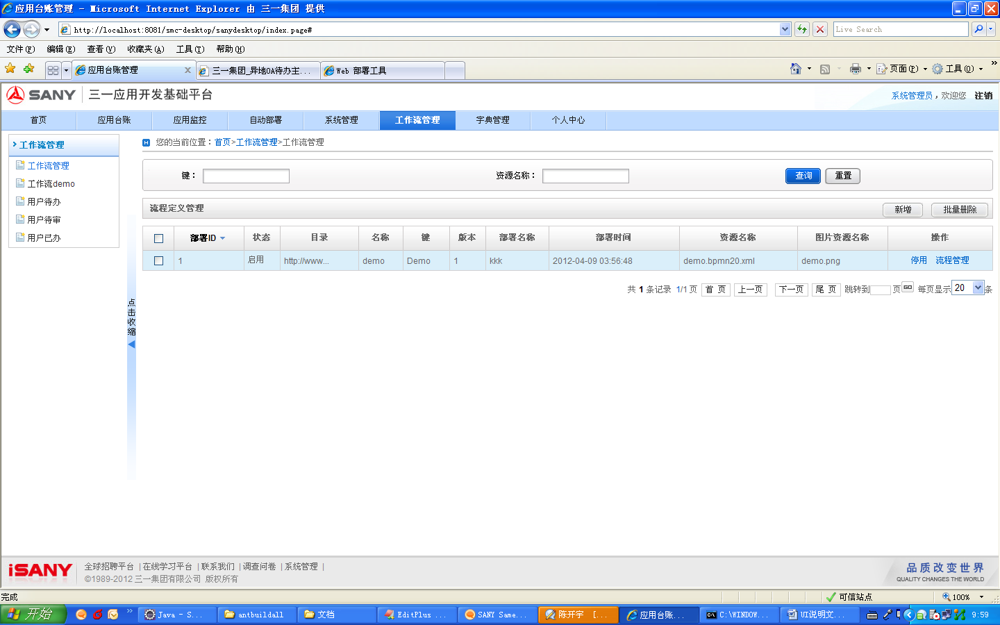 应用台账管理 - Microsoft Internet Explorer 由 三一集团 提供
http://localhost:8081/smc-desktop/sanydesktop/index.page#
Live Search
文件(F) 编辑(E) 查看(V) 收藏夹(A) 工具(T) 帮助(H)
应用台账管理 三一集团_异地OA待办主... Web 部署工具 页面(P) 工具(O) »
SANY 三一应用开发基础平台
系统管理员，欢迎您 注销
首页 应用台账 应用监控 自动部署 系统管理 工作流管理 字典管理 个人中心
工作流管理
工作流管理
工作流demo
用户待办
用户待审
用户已办
点击收缩
您的当前位置：首页>工作流管理>工作流管理
键： 资源名称： 查询 重置
流程定义管理 新增 批量删除
部署ID 状态 目录 名称 键 版本 部署名称 部署时间 资源名称 图片资源名称 操作
1 启用 http://www... demo Demo 1 kkk 2012-04-09 03:56:48 demo.bpmn20.xml demo.png 停用 流程管理
共 1 条记录 1/1 页 首 页 上一页 下一页 尾 页 跳转到 页 GO 每页显示 20 条
iSANY
全球招聘平台 |在线学习平台 |联系我们 |调查问卷 |系统管理 |
©1989-2012 三一集团有限公司 版权所有
品质改变世界
QUALITY CHANGES THE WORLD
完成 可信站点 100%
开始 » Java - S... antbuildall 文档 EditPlus ... SANY Same... 陈开宇 [... 应用台账... C:\WINDOW... UI说明文... 9:59